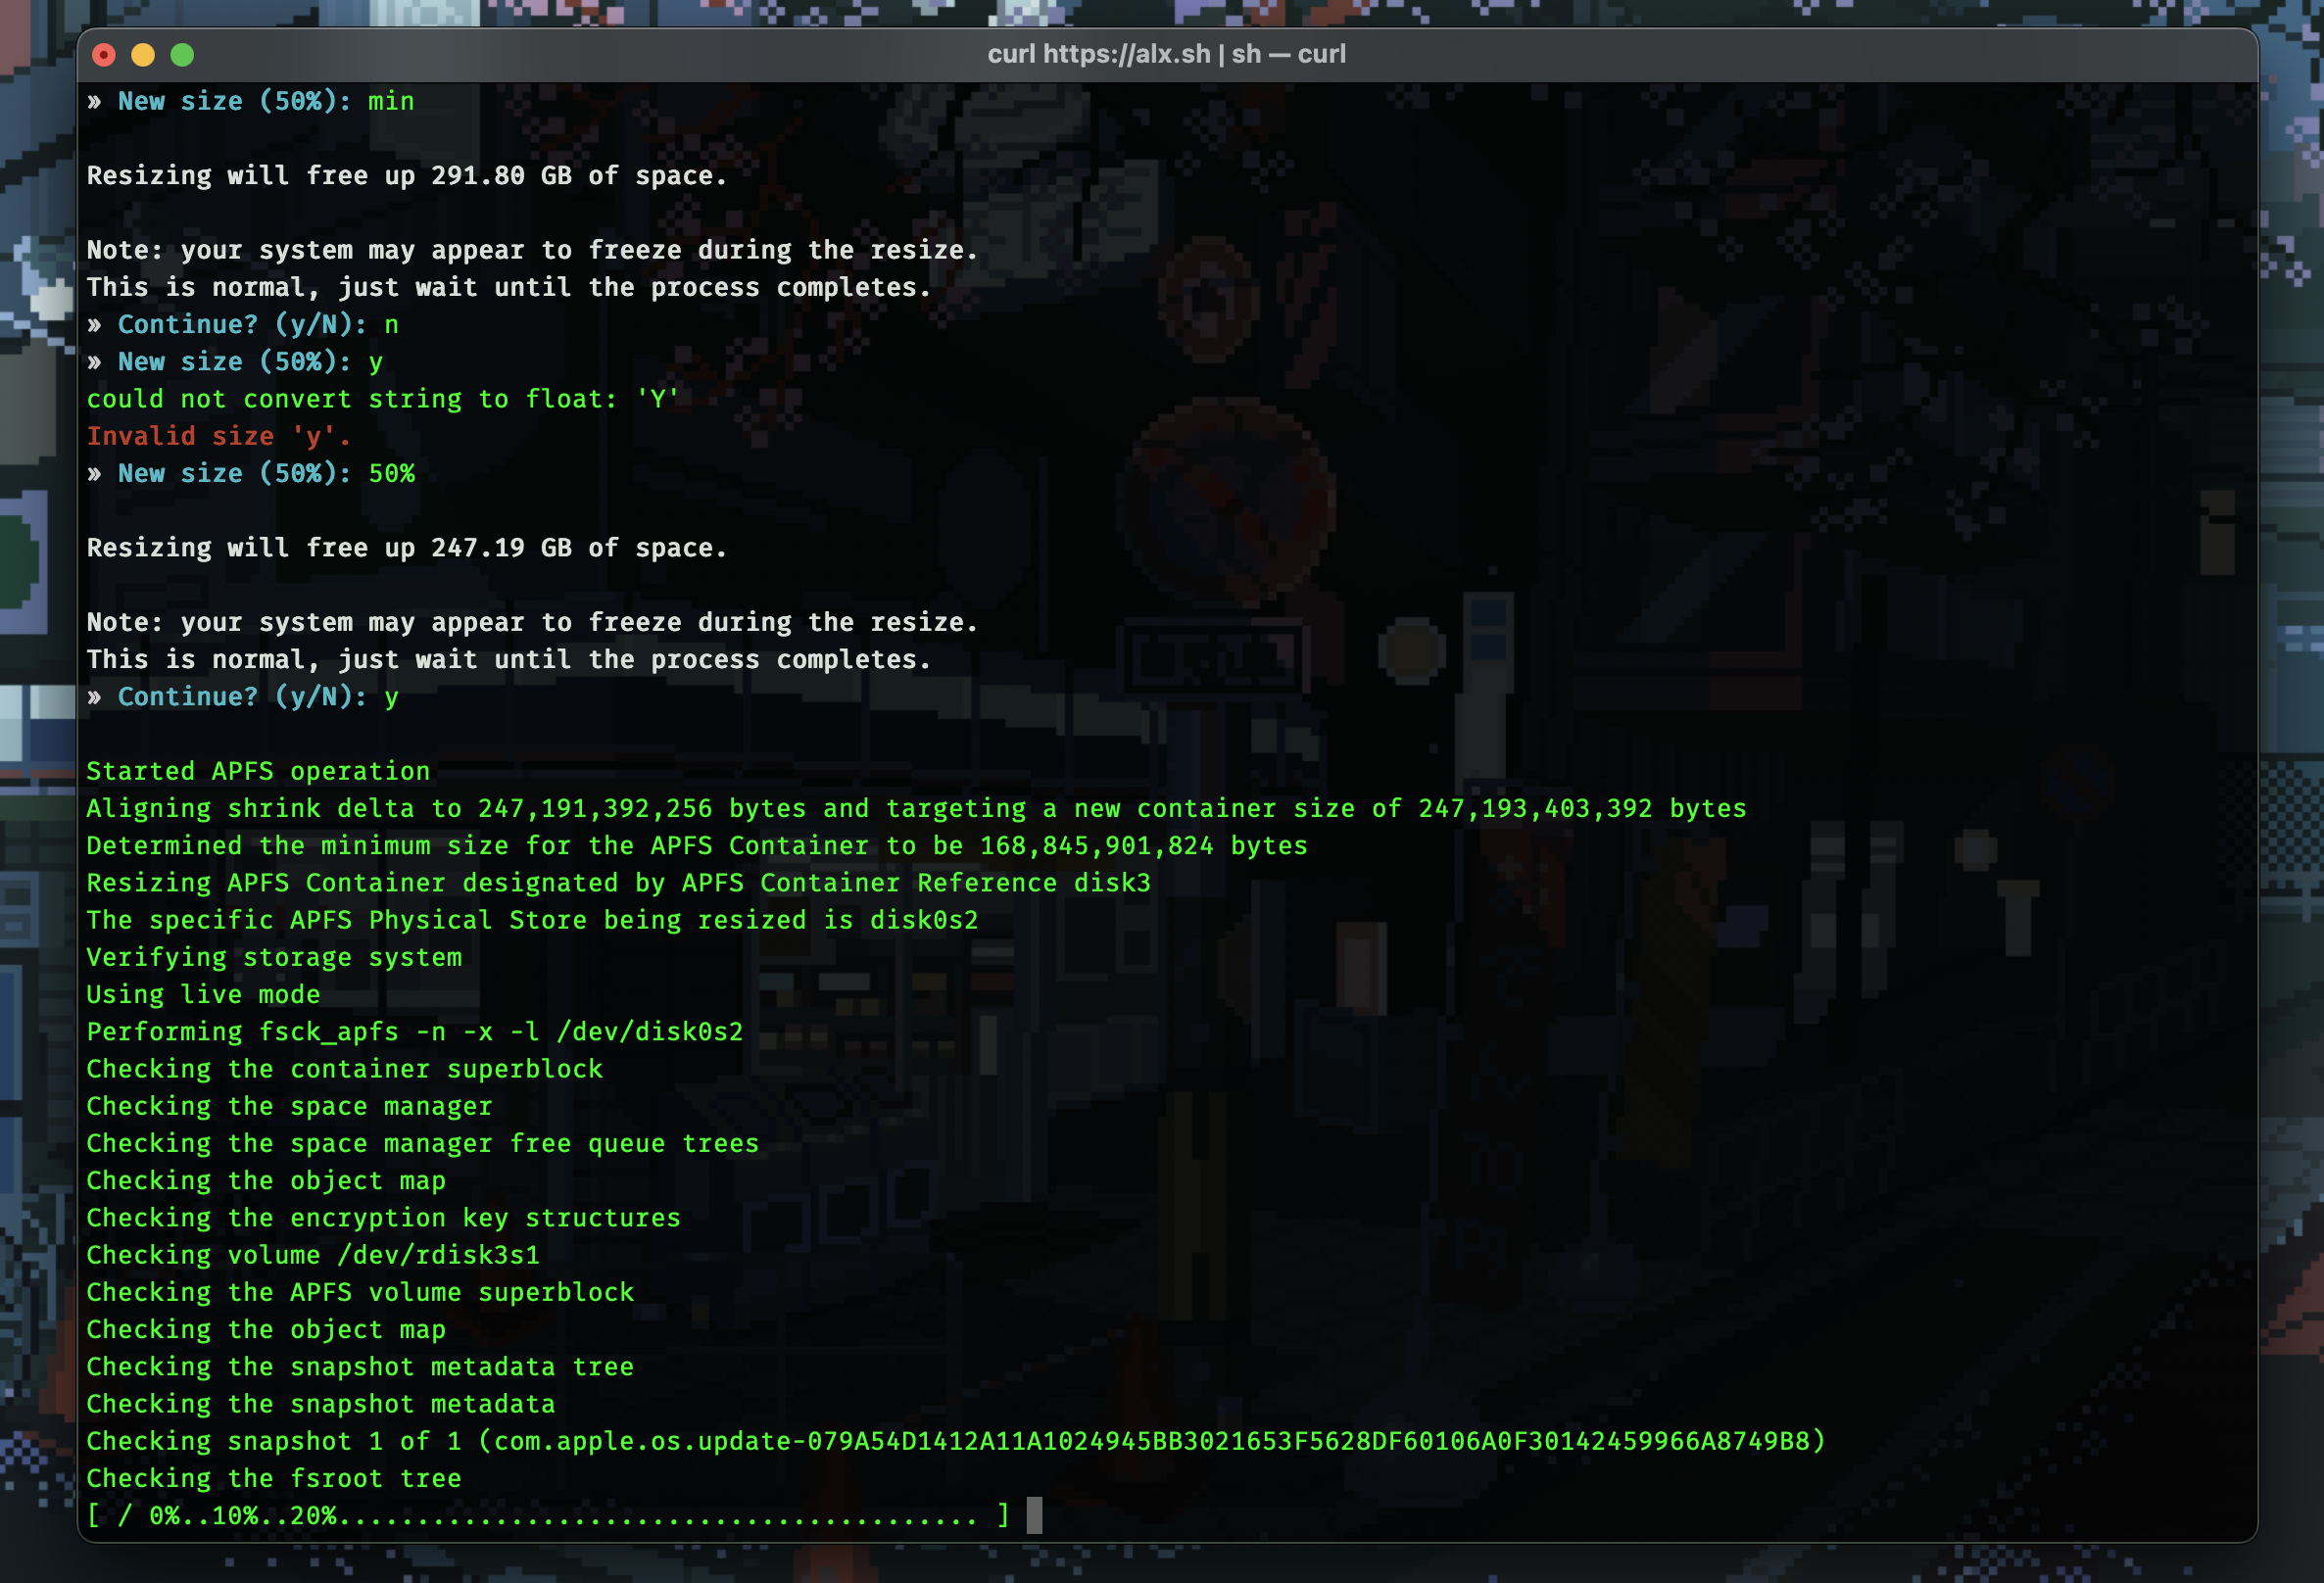 curl https://alx.sh | sh — curl
» New size (50%): min
Resizing will free up 291.80 GB of space.
Note: your system may appear to freeze during the resize.
This is normal, just wait until the process completes.
» Continue? (y/N): n
» New size (50%): y
could not convert string to float: 'Y'
Invalid size 'y'.
» New size (50%): 50%
Resizing will free up 247.19 GB of space.
Note: your system may appear to freeze during the resize.
This is normal, just wait until the process completes.
» Continue? (y/N): y
Started APFS operation
Aligning shrink delta to 247,191,392,256 bytes and targeting a new container size of 247,193,403,392 bytes
Determined the minimum size for the APFS Container to be 168,845,901,824 bytes
Resizing APFS Container designated by APFS Container Reference disk3
The specific APFS Physical Store being resized is disk0s2
Verifying storage system
Using live mode
Performing fsck_apfs -n -x -l /dev/disk0s2
Checking the container superblock
Checking the space manager
Checking the space manager free queue trees
Checking the object map
Checking the encryption key structures
Checking volume /dev/rdisk3s1
Checking the APFS volume superblock
Checking the object map
Checking the snapshot metadata tree
Checking the snapshot metadata
Checking snapshot 1 of 1 (com.apple.os.update-079A54D1412A11A1024945BB3021653F5628DF60106A0F30142459966A8749B8)
Checking the fsroot tree
[ / 0%..10%..20%......................................... ]